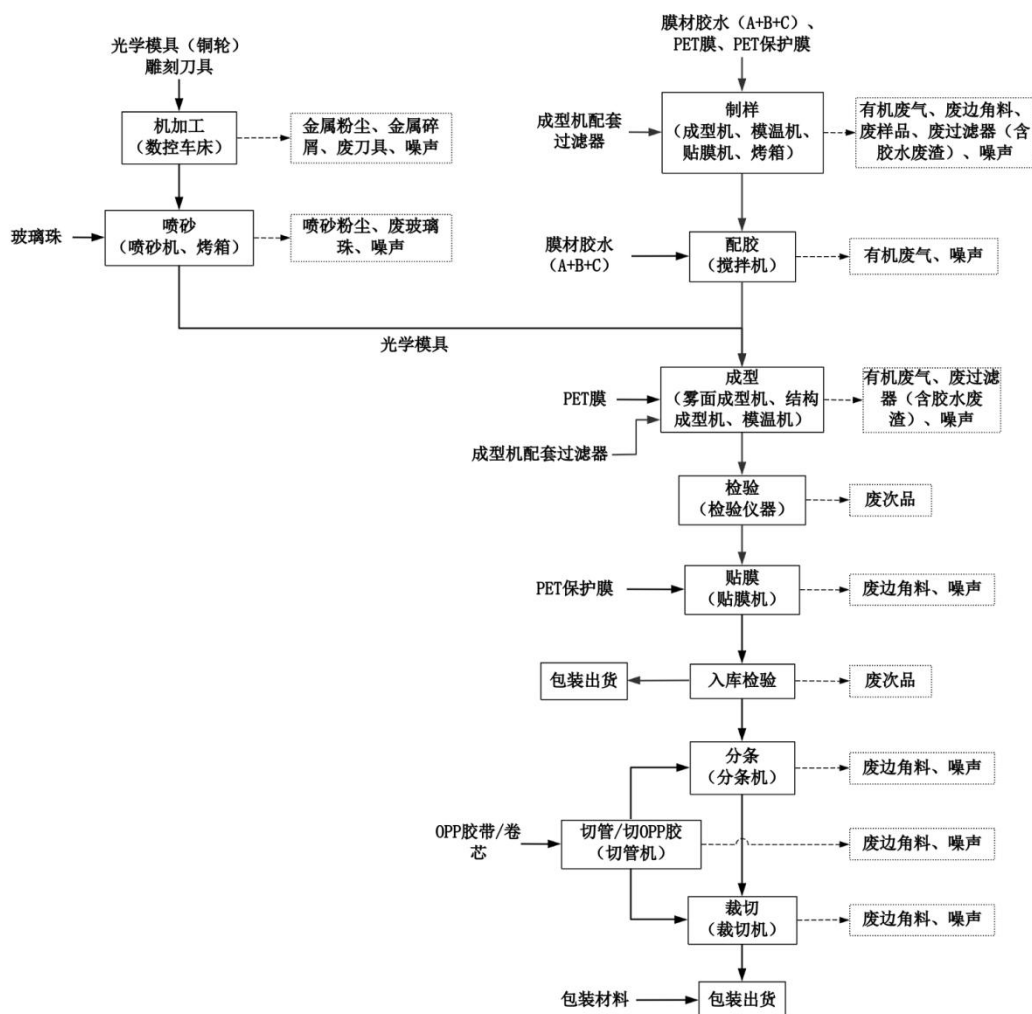 光学模具（铜轮）
雕刻刀具
机加工
（数控车床）
金属粉尘、金属碎
屑、废刀具、噪声
玻璃珠
喷砂
（喷砂机、烤箱）
喷砂粉尘、废玻璃
珠、噪声
光学模具
膜材胶水（A+B+C）、
PET膜、PET保护膜
成型机配套
过滤器
制样
（成型机、模温机、
贴膜机、烤箱）
有机废气、废边角料、
废样品、废过滤器（含
胶水废渣）、噪声
膜材胶水
（A+B+C）
配胶
（搅拌机）
有机废气、噪声
PET膜
成型机配套过滤器
成型
（雾面成型机、结构
成型机、模温机）
有机废气、废过滤
器（含胶水废
渣）、噪声
检验
（检验仪器）
废次品
PET保护膜
贴膜
（贴膜机）
废边角料、噪声
包装出货
入库检验
废次品
分条
（分条机）
废边角料、噪声
OPP胶带/卷
芯
切管/切OPP胶
（切管机）
废边角料、噪声
裁切
（裁切机）
废边角料、噪声
包装材料
包装出货